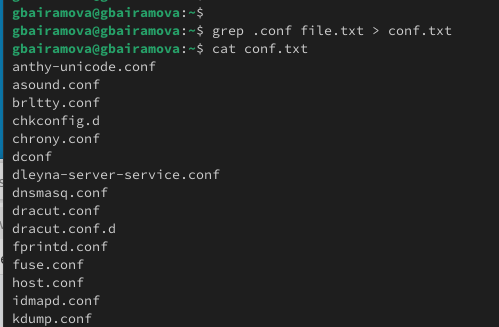 gbairamova@gbairamova:~$
gbairamova@gbairamova:~$ grep .conf file.txt > conf.txt
gbairamova@gbairamova:~$ cat conf.txt
anthy-unicode.conf
asound.conf
brltty.conf
chkconfig.d
chrony.conf
dconf
dleyna-server-service.conf
dnsmasq.conf
dracut.conf
dracut.conf.d
fprintd.conf
fuse.conf
host.conf
idmapd.conf
kdump.conf